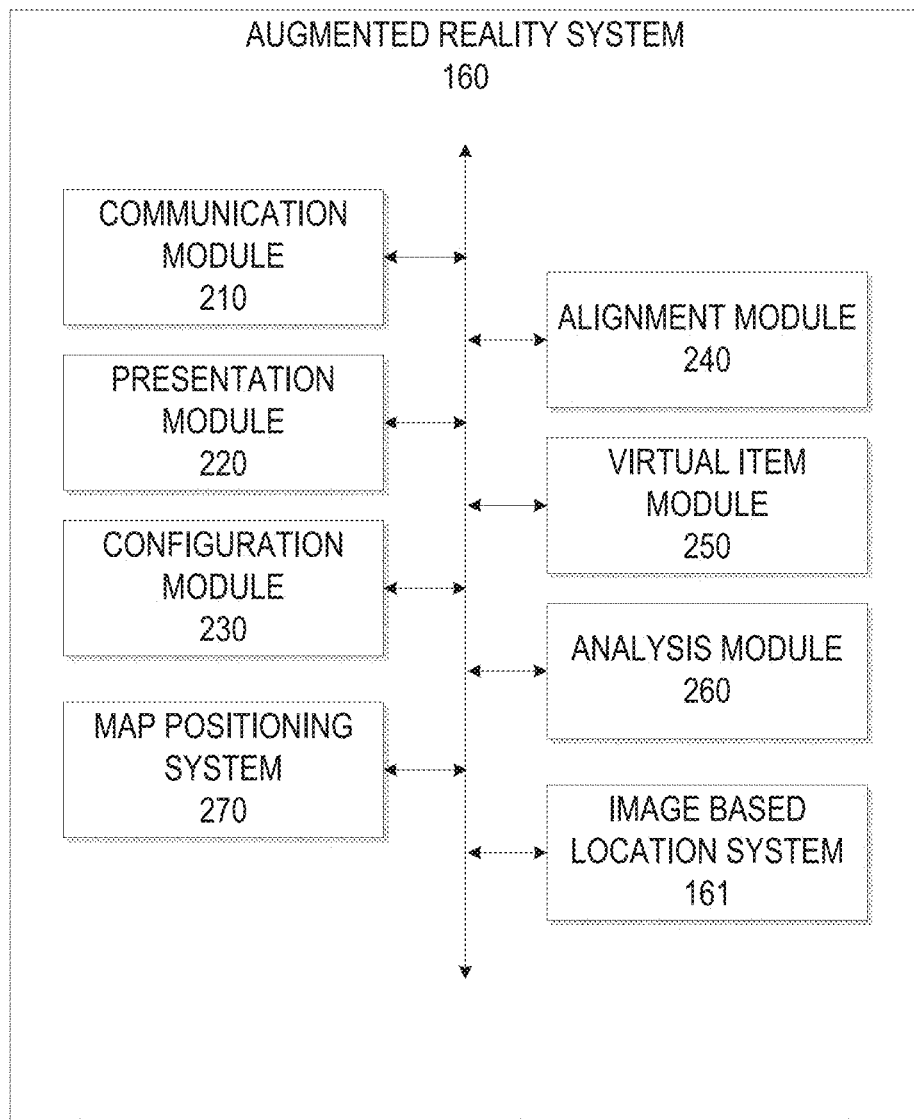 AUGMENTED REALITY SYSTEM
160
COMMUNICATION
MODULE
210
PRESENTATION
MODULE
220
CONFIGURATION
MODULE
230
MAP POSITIONING
SYSTEM
270
ALIGNMENT MODULE
240
VIRTUAL ITEM
MODULE
250
ANALYSIS MODULE
260
IMAGE BASED
LOCATION SYSTEM
161